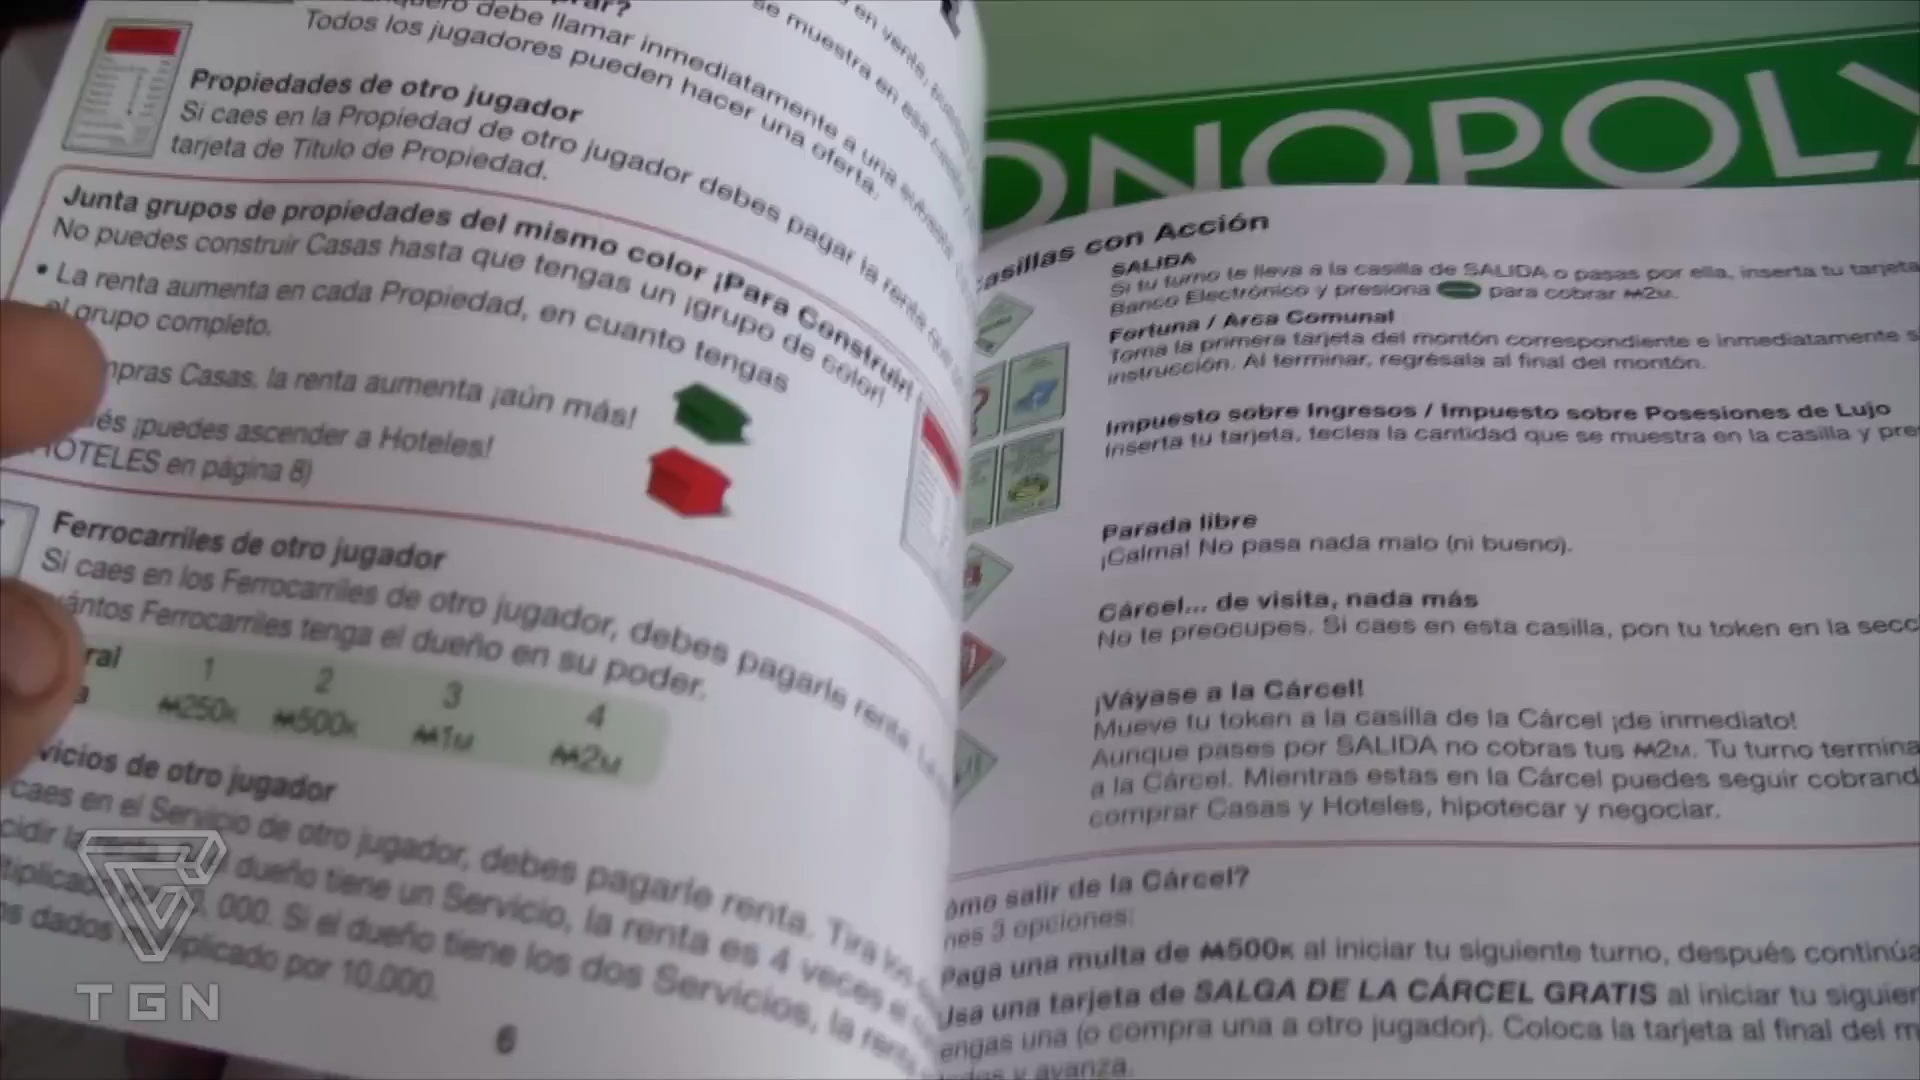 debe llamar inmediatamente a una subasta
Todos los jugadores pueden hacer una oferta.
Propiedades de otro jugador
Si caes en la Propiedad de otro jugador debes pagar la renta
tarjeta de Título de Propiedad.
Junta grupos de propiedades del mismo color ¡Para Construir!
No puedes construir Casas hasta que tengas un ¡grupo de color!
• La renta aumenta en cada Propiedad, en cuanto tengas
grupo completo.
Casas, la renta aumenta ¡aún más!
¡puedes ascender a Hoteles!
HOTELES en página 8)
Ferrocarriles de otro jugador
Si caes en los Ferrocarriles de otro jugador, debes pagarle renta.
Ferrocarriles tenga el dueño en su poder.
1 2 3 4
250K 500K 1M 2M
de otro jugador
caes en el Servicio de otro jugador, debes pagarle renta. Tira los
dueño tiene un Servicio, la renta es 4 veces el
000. Si el dueño tiene los dos Servicios, la renta
dados multiplicado por 10,000.
6
TGN
MONOPOLY
Casillas con Acción
SALIDA
Si tu turno te lleva a la casilla de SALIDA o pasas por ella, inserta tu tarjeta
Banco Electrónico y presiona para cobrar 2M.
Fortuna / Arca Comunal
Toma la primera tarjeta del montón correspondiente e inmediatamente
instrucción. Al terminar, regrésala al final del montón.
Impuesto sobre Ingresos / Impuesto sobre Posesiones de Lujo
Inserta tu tarjeta, teclea la cantidad que se muestra en la casilla y
Parada libre
¡Calma! No pasa nada malo (ni bueno).
Cárcel... de visita, nada más
No te preocupes. Si caes en esta casilla, pon tu token en la
¡Váyase a la Cárcel!
Mueve tu token a la casilla de la Cárcel ¡de inmediato!
Aunque pases por SALIDA no cobras tus 2M. Tu turno termina
a la Cárcel. Mientras estas en la Cárcel puedes seguir
comprar Casas y Hoteles, hipotecar y negociar.
salir de la Cárcel?
3 opciones:
Paga una multa de 500K al iniciar tu siguiente turno, después continúa
Usa una tarjeta de SALGA DE LA CÁRCEL GRATIS al iniciar tu
tengas una (o compra una a otro jugador). Coloca la tarjeta al final del
y avanza.